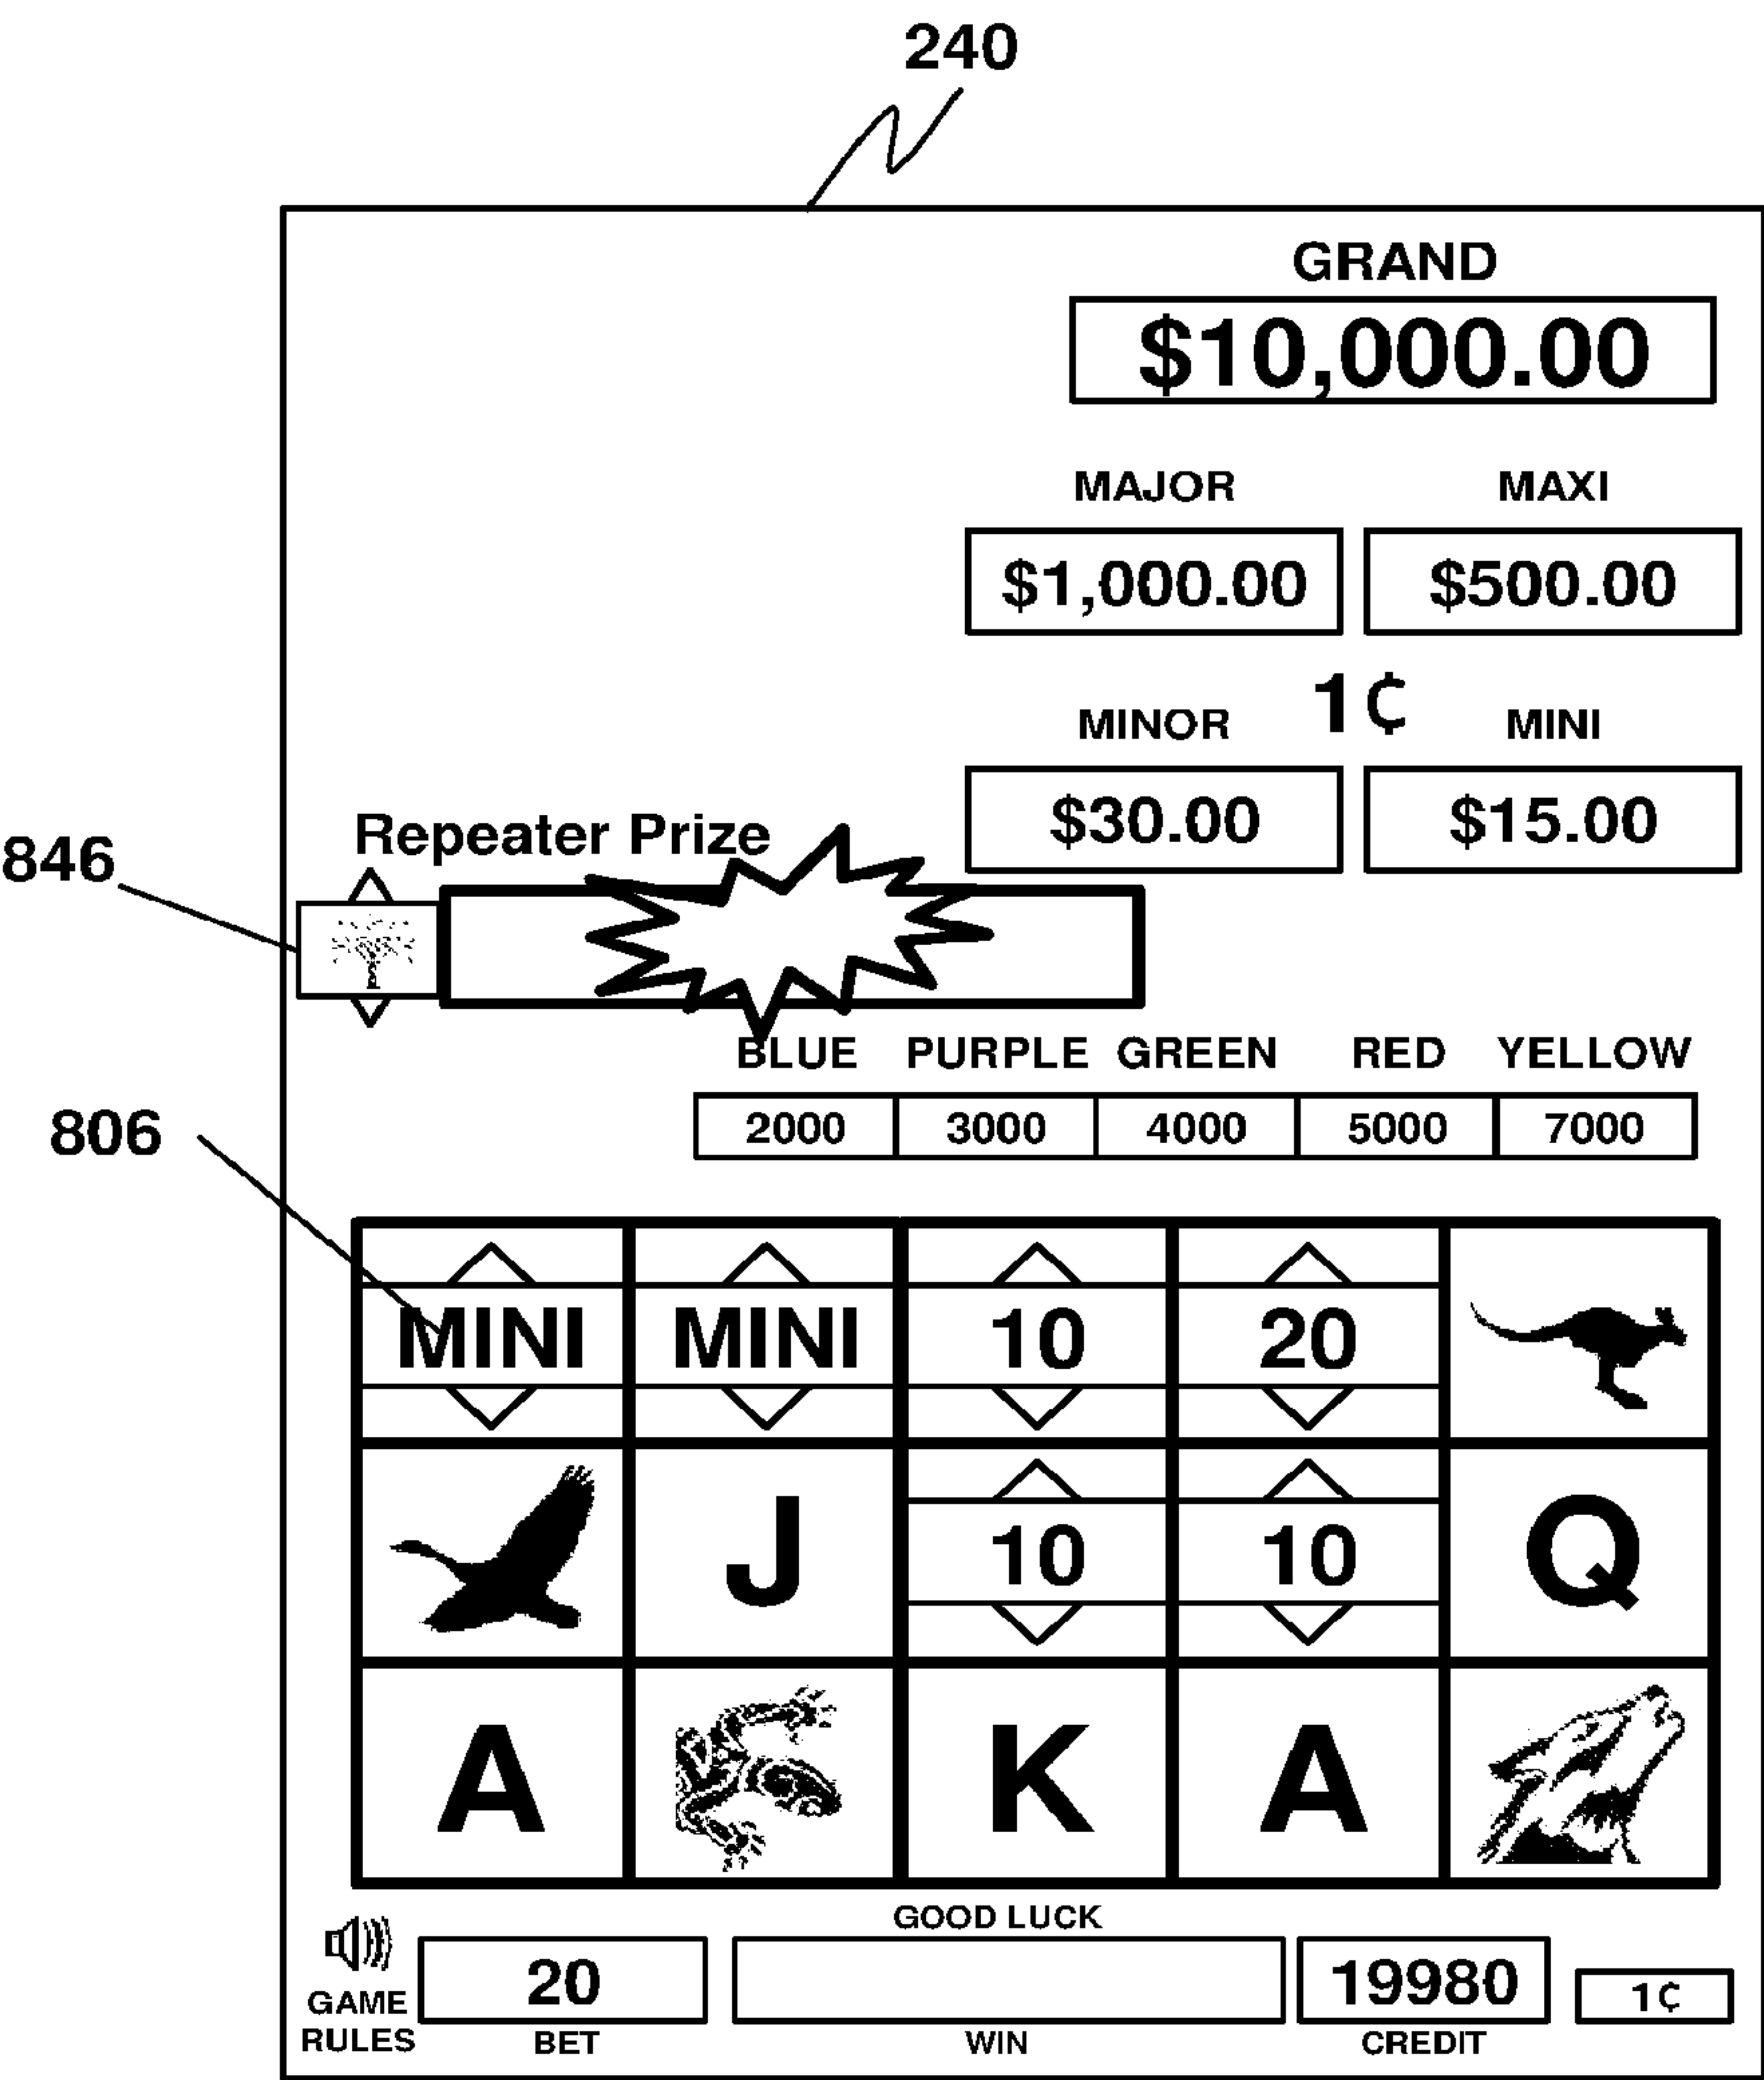 240
GRAND
$10,000.00
MAJOR MAXI
$1,000.00 $500.00
1¢
MINOR MINI
$30.00 $15.00
Repeater Prize
846
BLUE PURPLE GREEN RED YELLOW
2000 3000 4000 5000 7000
806
MINI MINI 10 20
J 10 10 Q
A K A
GOOD LUCK
20 19980 1¢
GAME
RULES
BET WIN CREDIT